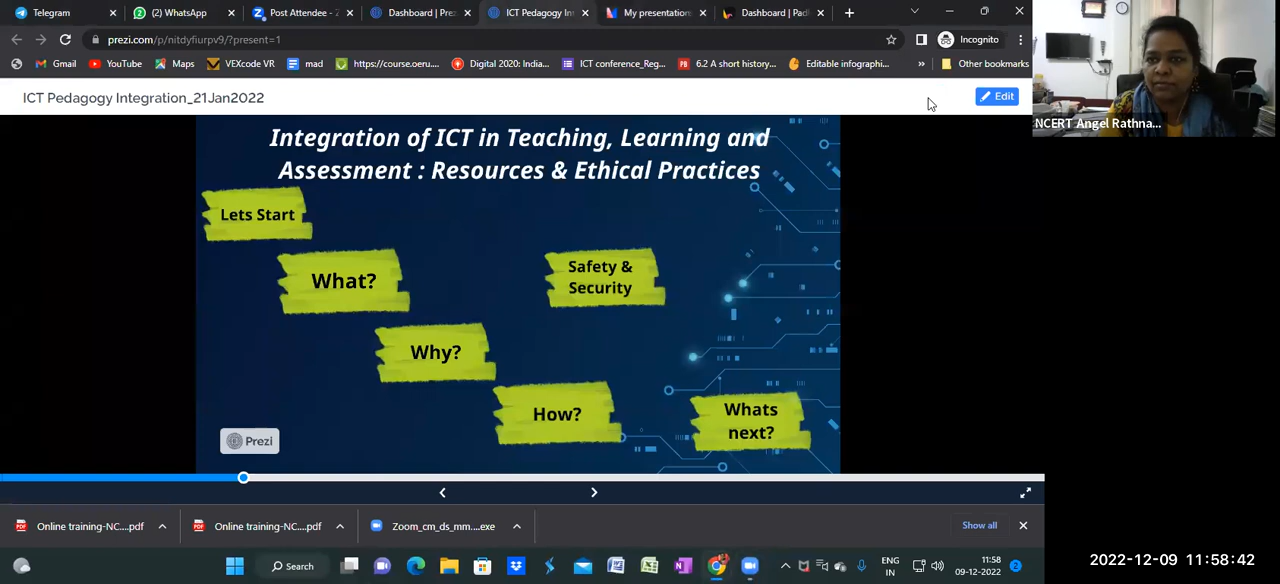 Telegram
(2) WhatsApp
Post Attendee - Z
Dashboard | Prez
ICT Pedagogy In
My presentation
Dashboard | Padl
prezi.com/p/nitdyfiurpv9/?present=1
Incognito
Gmail
YouTube
Maps
VEXcode VR
mad
https://course.oeru....
Digital 2020: India...
ICT conference_Reg...
6.2 A short history...
Editable infographi...
»
Other bookmarks
ICT Pedagogy Integration_21Jan2022
Edit
NCERT Angel Rathna...
Integration of ICT in Teaching, Learning and
Assessment : Resources & Ethical Practices
Lets Start
What?
Safety &
Security
Why?
How?
Whats
next?
Prezi
Online training-NC....pdf
Online training-NC....pdf
Zoom_cm_ds_mm....exe
Show all
Search
ENG
IN
11:58
09-12-2022
2
2022-12-09 11:58:42